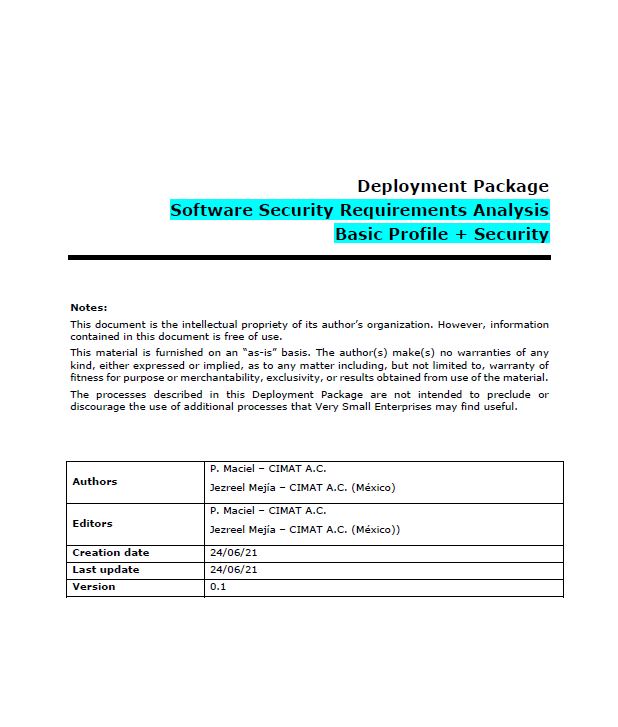 Deployment Package
Software Security Requirements Analysis
Basic Profile + Security
Notes:
This document is the intellectual propriety of its author’s organization. However, information
contained in this document is free of use.
This material is furnished on an “as-is” basis. The author(s) make(s) no warranties of any
kind, either expressed or implied, as to any matter including, but not limited to, warranty of
fitness for purpose or merchantability, exclusivity, or results obtained from use of the material.
The processes described in this Deployment Package are not intended to preclude or
discourage the use of additional processes that Very Small Enterprises may find useful.
Authors
P. Maciel – CIMAT A.C.
Jezreel Mejía – CIMAT A.C. (México)
Editors
P. Maciel – CIMAT A.C.
Jezreel Mejía – CIMAT A.C. (México))
Creation date 24/06/21
Last update 24/06/21
Version 0.1